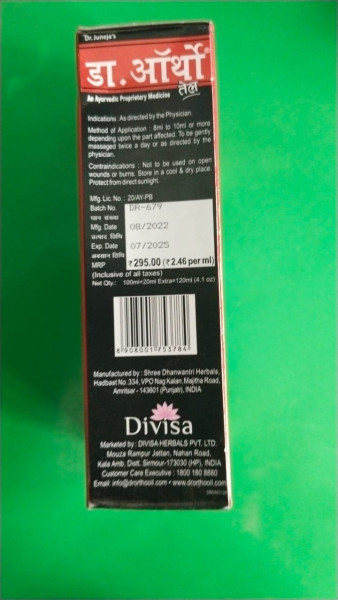 Dr. Juneja's
डा. ऑर्थो
तेल
An Ayurvedic Proprietary Medicine
Indications : As directed by the Physician.
Method of Application : 8ml to 10ml or more
depending upon the part affected. To be gently
massaged twice a day or as directed by the
physician.
Contraindications : Not to be used on open
wounds or burns. Store in a cool & dry place
Protect from direct sunlight.
Mfg. Lic. No. : 20/AY-PB
Batch No. DR-679
घान संख्या
Mfg. Date 08/2022
उत्पाद तिथि
Exp. Date 07/2025
अवसान तिथि
MRP ₹295.00 (₹2.46 per ml)
(Inclusive of all taxes)
Net Qty.: 100ml+20ml Extra=120ml (4.1 oz)
8 908001 753784
Manufactured by : Shree Dhanwantri Herbals,
Hadbast No. 334, VPO Nag Kalan, Majitha Road,
Amritsar - 143601 (Punjab), INDIA
Divisa
Marketed by : DIVISA HERBALS PVT. LTD.
Mouza Rampur Jattan, Nahan Road,
Kala Amb, Distt. Sirmour-173030 (HP), INDIA
Customer Care Executive : 1800 180 8880
Email: info@drorthooil.com • www.drorthooil.com